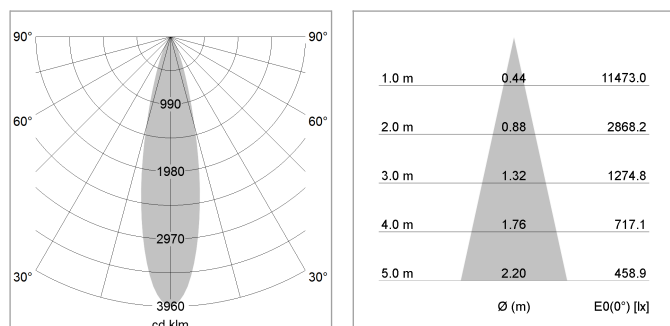 90° 90°
990
60° 60°
1980
2970
30° 30°
3960
cd klm
1.0 m 0.44 11473.0
2.0 m 0.88 2868.2
3.0 m 1.32 1274.8
4.0 m 1.76 717.1
5.0 m 2.20 458.9
Ø (m) E0(0°) [lx]